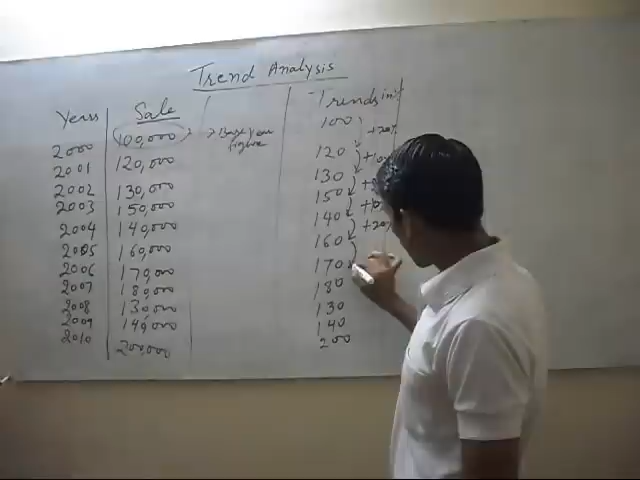 Trend Analysis
Years Sale Trends in %
2000 100,000 → Base year figure 100 +20%
2001 120,000 120
2002 130,000 130
2003 150,000 150
2004 140,000 140 +20%
2005 160,000 160
2006 170,000 170
2007 180,000 180
2008 130,000 130
2009 140,000 140
2010 200,000 200